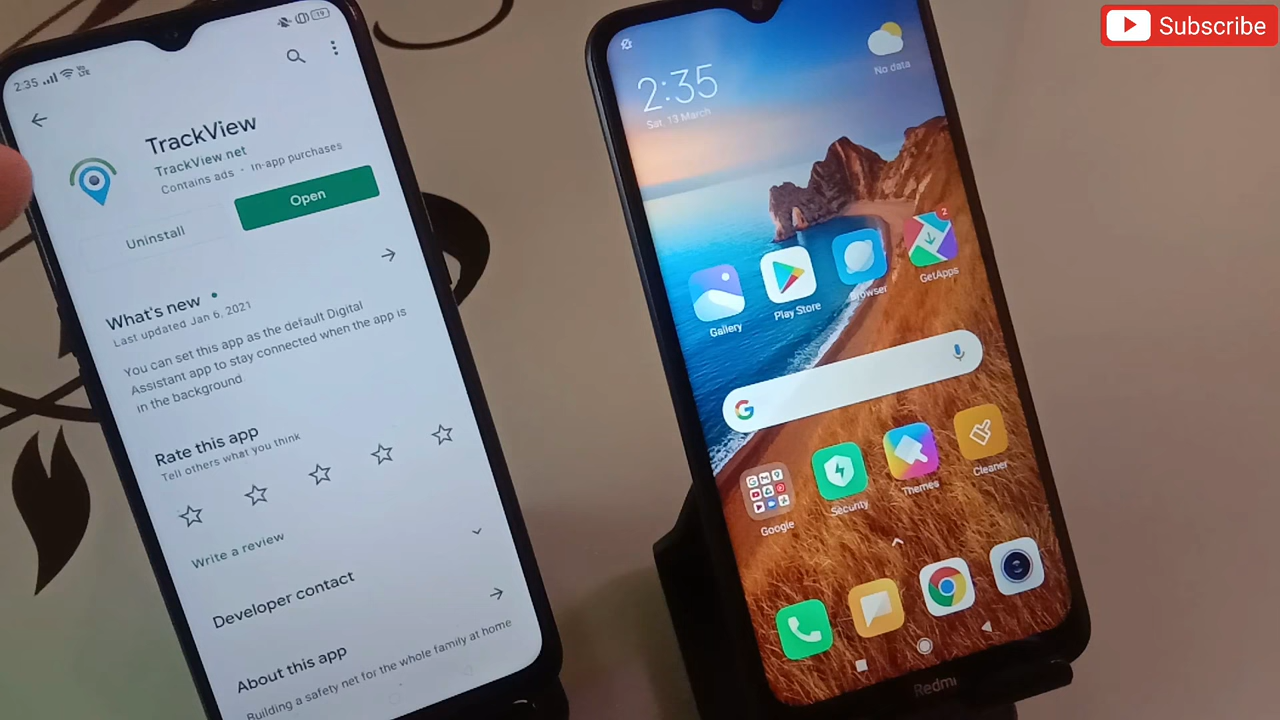 Subscribe
2:35
19
TrackView
TrackView net
Contains ads · In-app purchases
Uninstall
Open
What's new
Last updated Jan 6, 2021
You can set this app as the default Digital
Assistant app to stay connected when the app is
in the background
Rate this app
Tell others what you think
Write a review
Developer contact
About this app
Building a safety net for the whole family at home
2:35
Sat, 13 March
No data
Gallery
Play Store
Browser
2
GetApps
G
Google
Security
Themes
Cleaner
Redmi